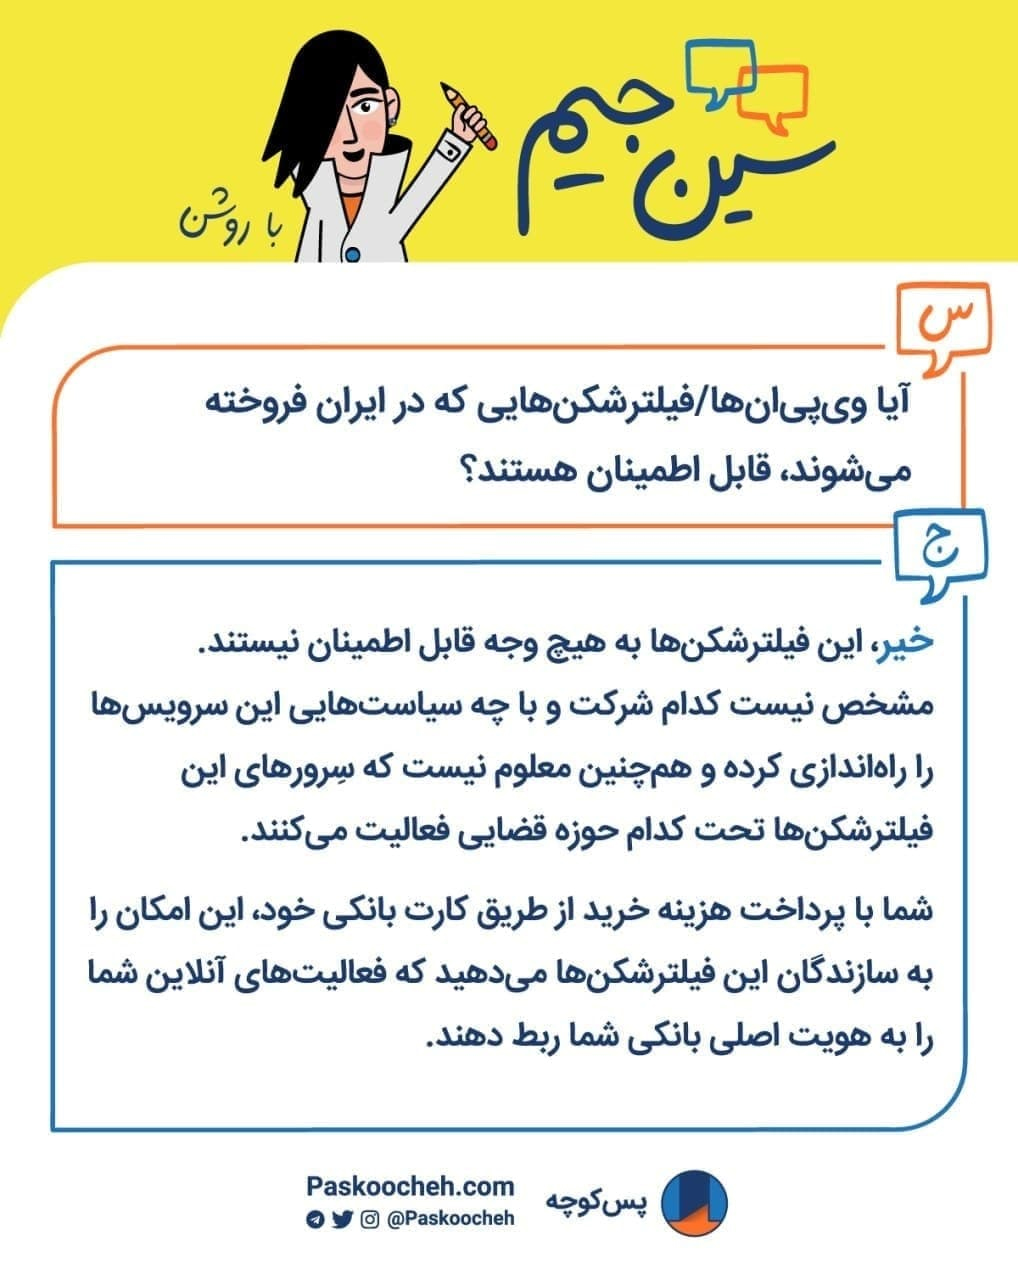 سین جیم
با روشن
س
آیا وی‌پی‌ان‌ها/فیلترشکن‌هایی که در ایران فروخته
می‌شوند، قابل اطمینان هستند؟
ج
خیر، این فیلترشکن‌ها به هیچ وجه قابل اطمینان نیستند.
مشخص نیست کدام شرکت و با چه سیاست‌هایی این سرویس‌ها
را راه‌اندازی کرده و هم‌چنین معلوم نیست که سِرورهای این
فیلترشکن‌ها تحت کدام حوزه قضایی فعالیت می‌کنند.
شما با پرداخت هزینه خرید از طریق کارت بانکی خود، این امکان را
به سازندگان این فیلترشکن‌ها می‌دهید که فعالیت‌های آنلاین شما
را به هویت اصلی بانکی شما ربط دهند.
پس‌کوچه
Paskoocheh.com
@Paskoocheh